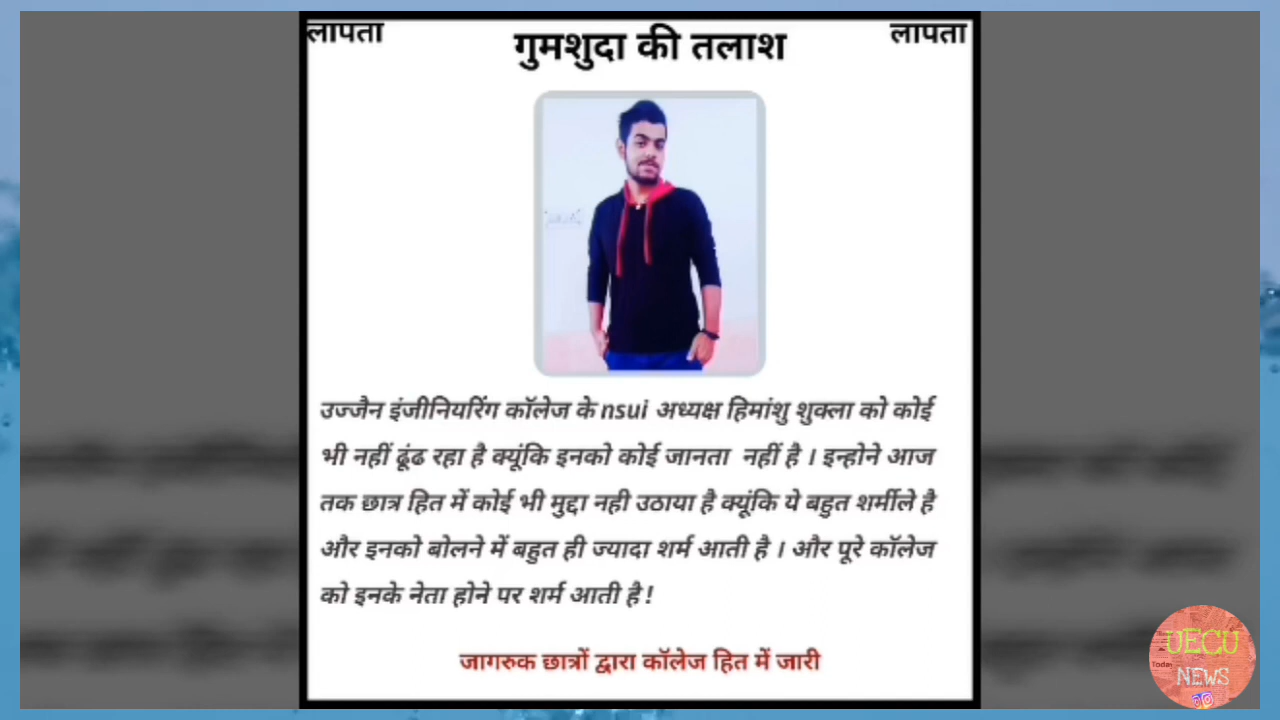 लापता
गुमशुदा की तलाश
लापता
उज्जैन इंजीनियरिंग कॉलेज के nsui अध्यक्ष हिमांशु शुक्ला को कोई
भी नहीं ढूंढ रहा है क्यूंकि इनको कोई जानता नहीं है । इन्होने आज
तक छात्र हित में कोई भी मुद्दा नही उठाया है क्यूंकि ये बहुत शर्मीले है
और इनको बोलने में बहुत ही ज्यादा शर्म आती है । और पूरे कॉलेज
को इनके नेता होने पर शर्म आती है !
जागरुक छात्रों द्वारा कॉलेज हित में जारी
UECU
Today
NEWS